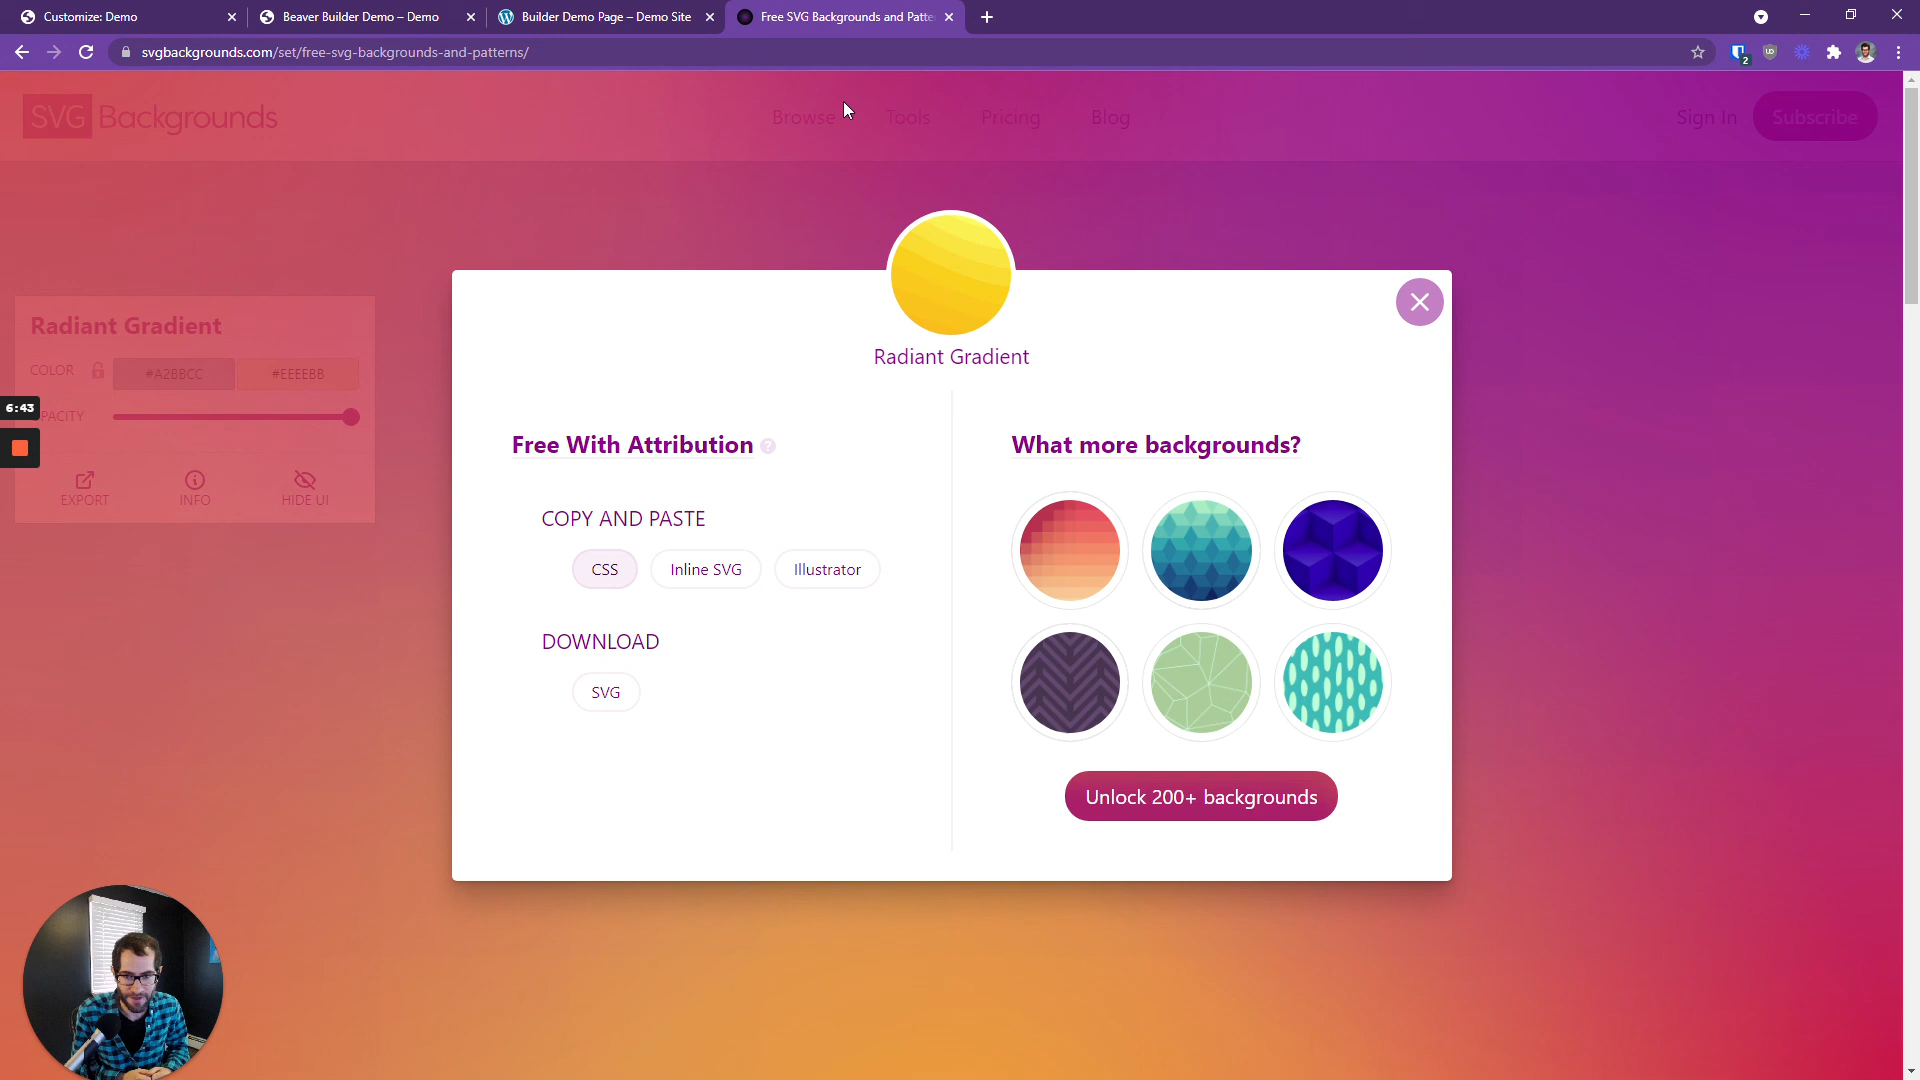 Customize: Demo
Beaver Builder Demo – Demo
Builder Demo Page – Demo Site
Free SVG Backgrounds and Patte
svgbackgrounds.com/set/free-svg-backgrounds-and-patterns/
2
SVG Backgrounds
Browse
Tools
Pricing
Blog
Sign In
Subscribe
Radiant Gradient
COLOR
#A2BBCC
#EEEEBB
6:43
PACITY
EXPORT
INFO
HIDE UI
Radiant Gradient
Free With Attribution ?
COPY AND PASTE
CSS
Inline SVG
Illustrator
DOWNLOAD
SVG
What more backgrounds?
Unlock 200+ backgrounds